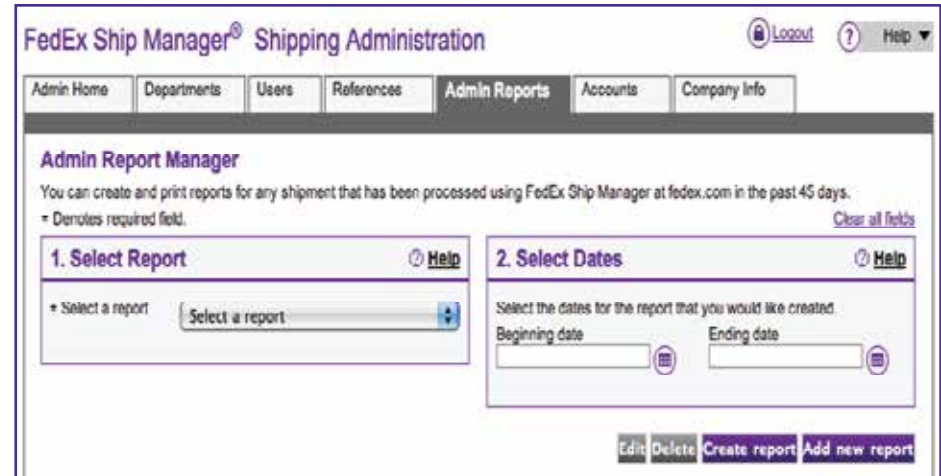 FedEx Ship Manager® Shipping Administration
Logout
? Help
Admin Home Departments Users References Admin Reports Accounts Company Info
Admin Report Manager
You can create and print reports for any shipment that has been processed using FedEx Ship Manager at fedex.com in the past 45 days.
* Denotes required field.
Clear all fields
1. Select Report
? Help
* Select a report
Select a report
2. Select Dates
? Help
Select the dates for the report that you would like created.
Beginning date Ending date
Edit Delete Create report Add new report